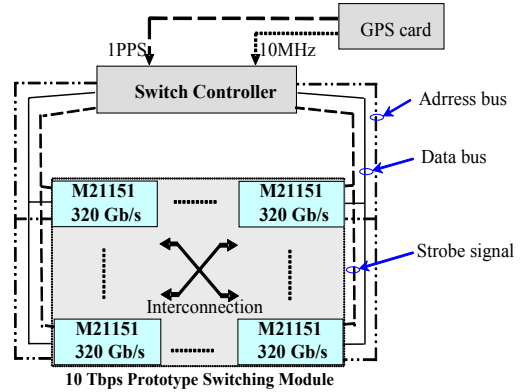 GPS card
1PPS
10MHz
Switch Controller
Adrress bus
Data bus
M21151
320 Gb/s
M21151
320 Gb/s
Strobe signal
Interconnection
M21151
320 Gb/s
M21151
320 Gb/s
10 Tbps Prototype Switching Module